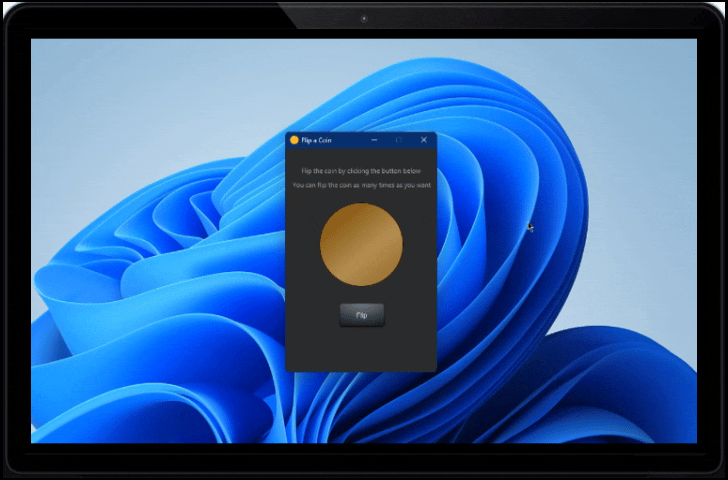 Flip a Coin
Flip the coin by clicking the button below
You can flip the coin as many times as you want
Flip